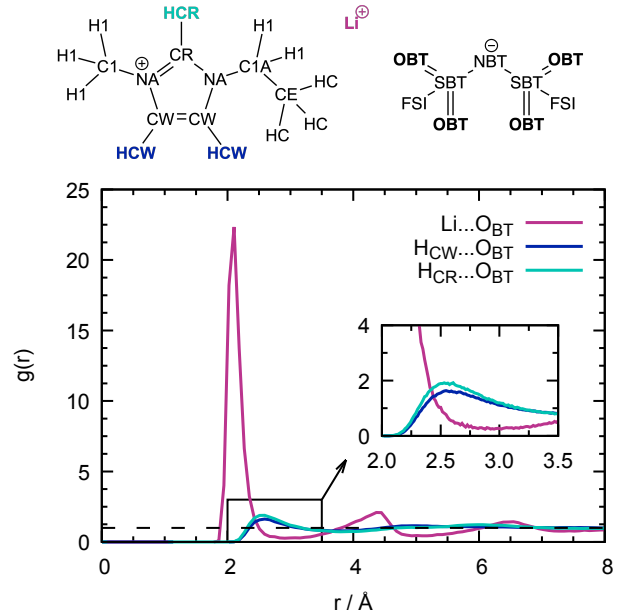 HCR
Li⊕
H1 H1 H1
H1 C1 CR C1A H1 OBT NBT⊖ OBT
⊕ NA NA SBT SBT
H1 CE HC FSI FSI
CW CW HC OBT OBT
HCW HCW HC
25
20
15
10
5
0
g(r)
Li...OBT
HCW...OBT
HCR...OBT
4
2
0
2.0 2.5 3.0 3.5
0 2 4 6 8
r / Å